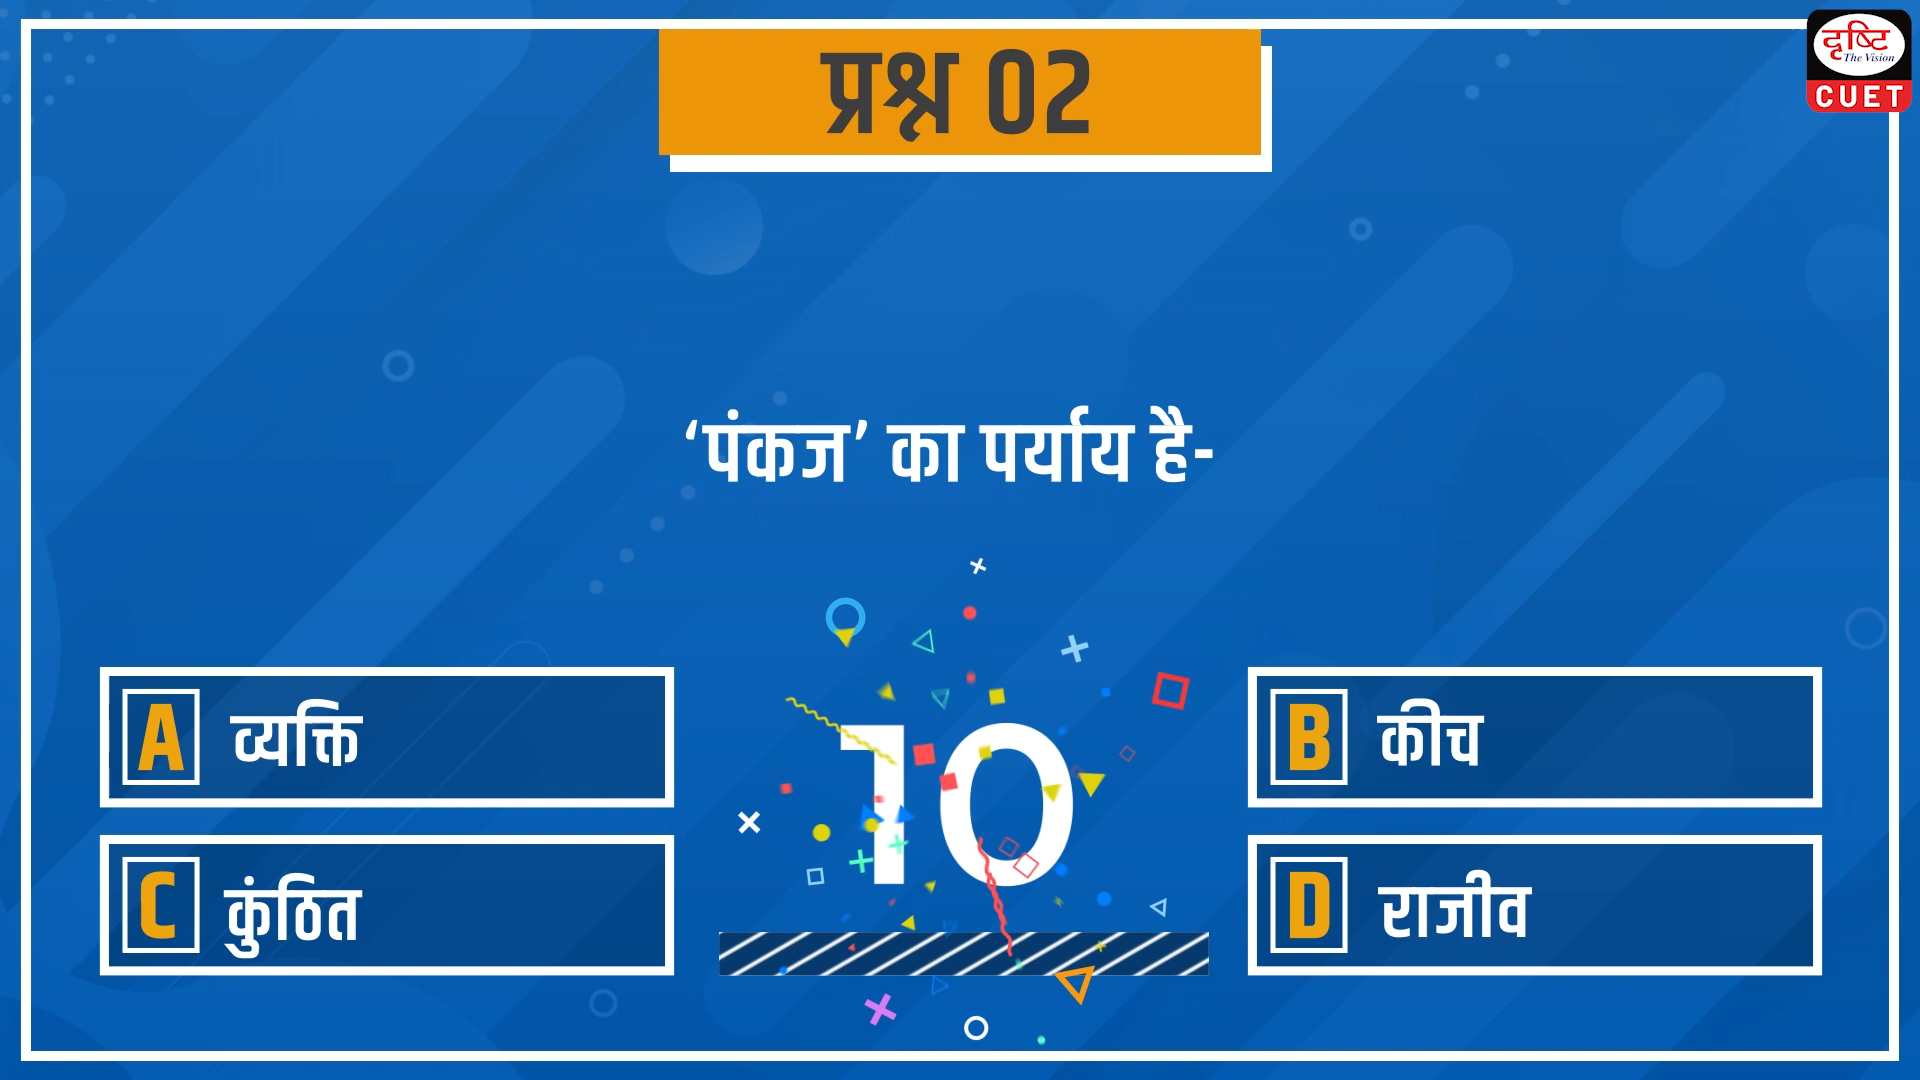 दृष्टि
The Vision
CUET
प्रश्न 02
‘पंकज’ का पर्याय है-
A व्यक्ति
B कीच
10
C कुंठित
D राजीव